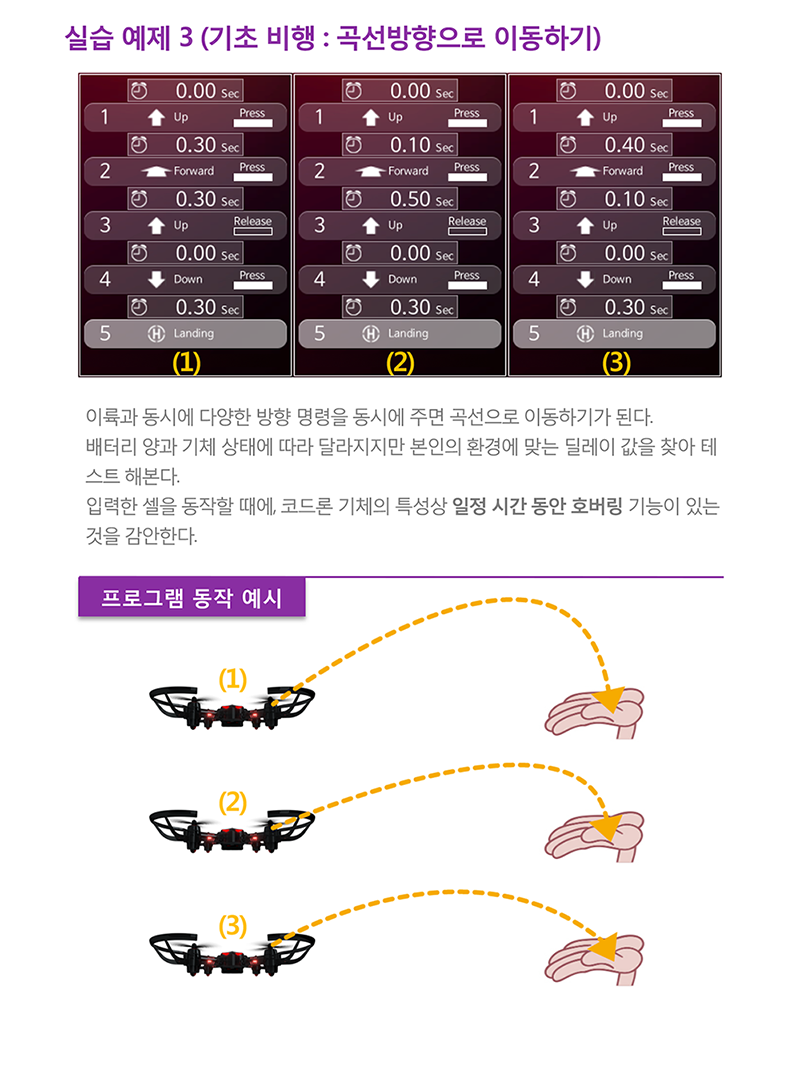 실습 예제 3 (기초 비행 : 곡선방향으로 이동하기)
0.00 Sec
1 Up Press
0.30 Sec
2 Forward Press
0.30 Sec
3 Up Release
0.00 Sec
4 Down Press
0.30 Sec
5 Landing
(1)
0.00 Sec
1 Up Press
0.10 Sec
2 Forward Press
0.50 Sec
3 Up Release
0.00 Sec
4 Down Press
0.30 Sec
5 Landing
(2)
0.00 Sec
1 Up Press
0.40 Sec
2 Forward Press
0.10 Sec
3 Up Release
0.00 Sec
4 Down Press
0.30 Sec
5 Landing
(3)
이륙과 동시에 다양한 방향 명령을 동시에 주면 곡선으로 이동하기가 된다.
배터리 양과 기체 상태에 따라 달라지지만 본인의 환경에 맞는 딜레이 값을 찾아 테
스트 해본다.
입력한 셀을 동작할 때에, 코드론 기체의 특성상 일정 시간 동안 호버링 기능이 있는
것을 감안한다.
프로그램 동작 예시
(1)
(2)
(3)